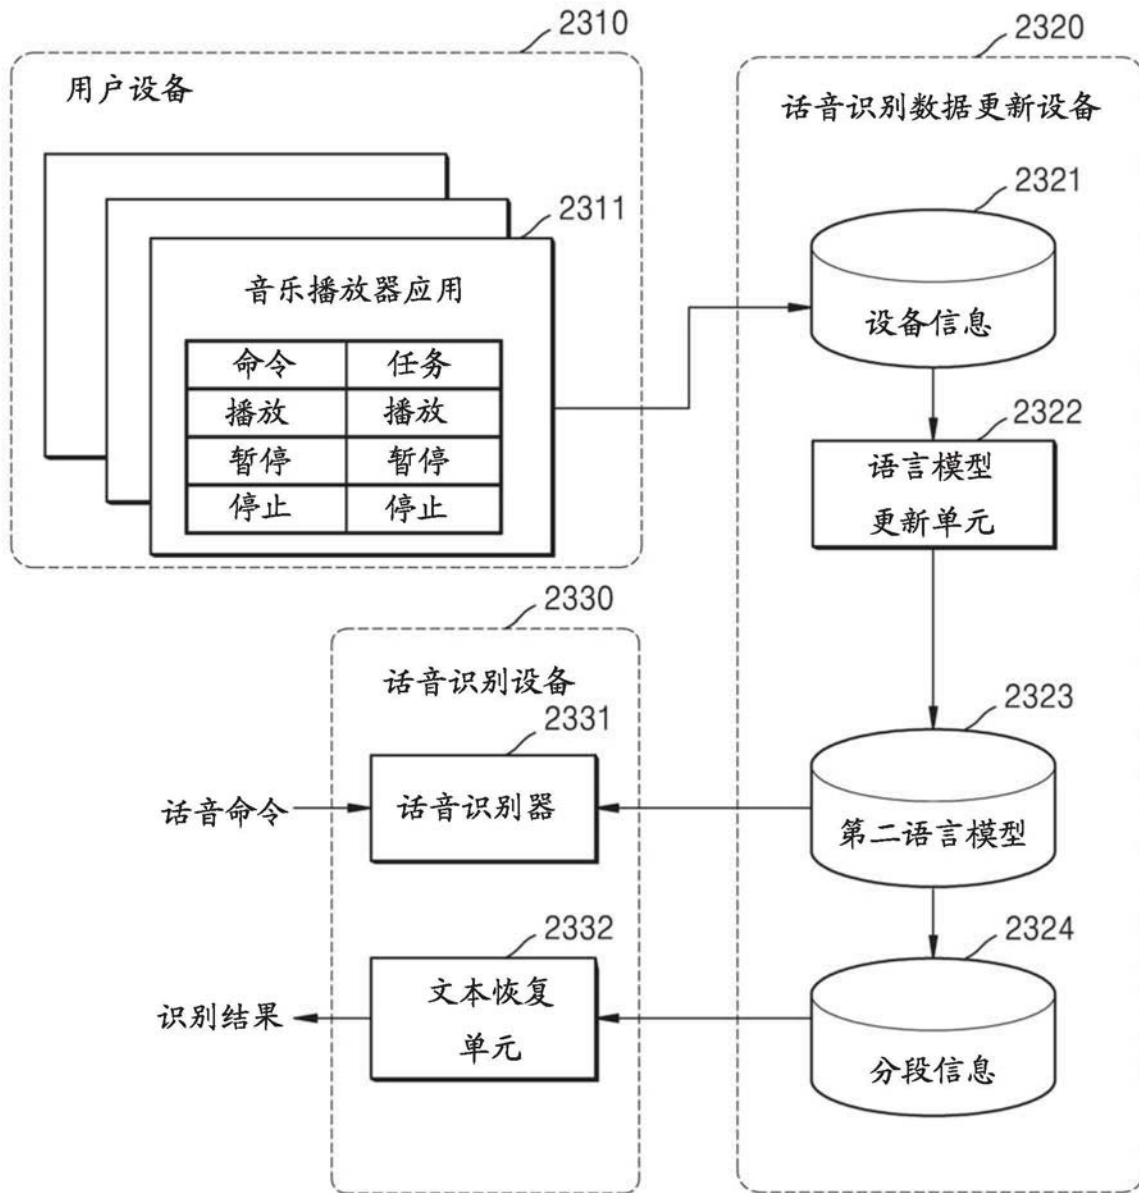 2310
用户设备
2311
音乐播放器应用
命令 任务
播放 播放
暂停 暂停
停止 停止
2320
话音识别数据更新设备
2321
设备信息
2322
语言模型
更新单元
2323
第二语言模型
2324
分段信息
2330
话音识别设备
2331
话音命令
话音识别器
2332
识别结果
文本恢复
单元